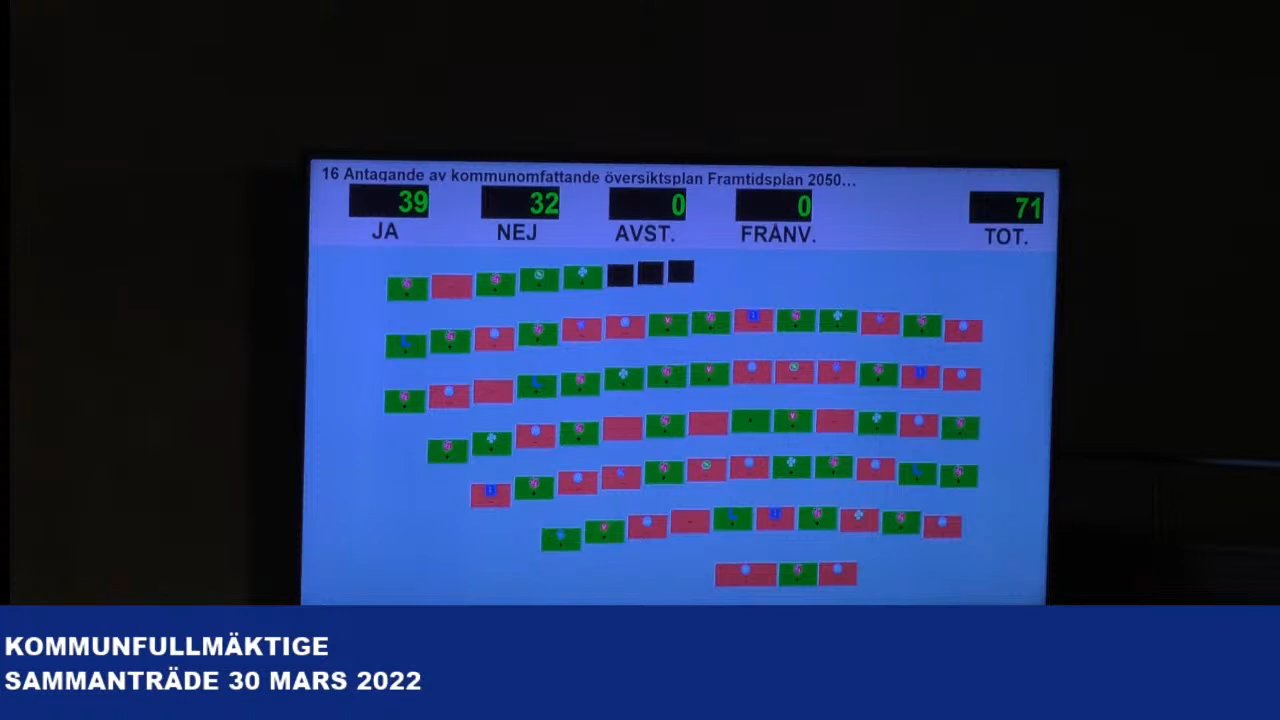 16 Antagande av kommunomfattande översiktsplan Framtidsplan 2050...
39 32 0 0 71
JA NEJ AVST. FRÅNV. TOT.
KOMMUNFULLMÄKTIGE
SAMMANTRÄDE 30 MARS 2022